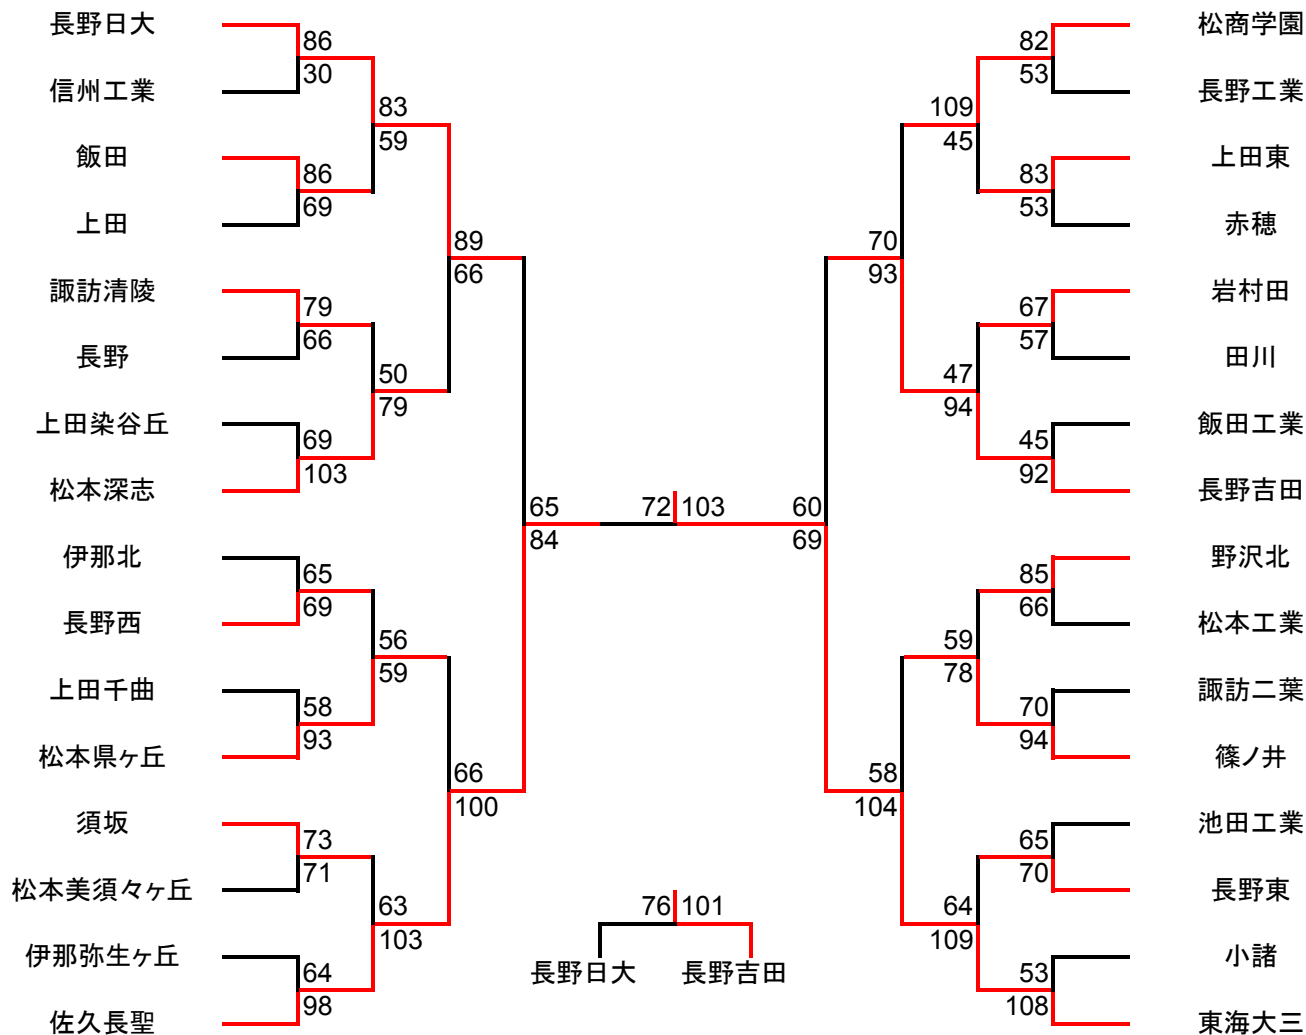 長野日大
86
30
信州工業
83
59
飯田
86
69
上田
89
66
諏訪清陵
79
66
長野
50
79
上田染谷丘
69
103
松本深志
65
84
伊那北
65
69
長野西
56
59
上田千曲
58
93
松本県ヶ丘
66
100
須坂
73
71
松本美須々ヶ丘
63
103
伊那弥生ヶ丘
64
98
佐久長聖
72 103
76 101
長野日大 長野吉田
松商学園
82
53
長野工業
109
45
上田東
83
53
赤穂
70
93
岩村田
67
57
田川
47
94
飯田工業
45
92
長野吉田
60
69
野沢北
85
66
松本工業
59
78
諏訪二葉
70
94
篠ノ井
58
104
池田工業
65
70
長野東
64
109
小諸
53
108
東海大三